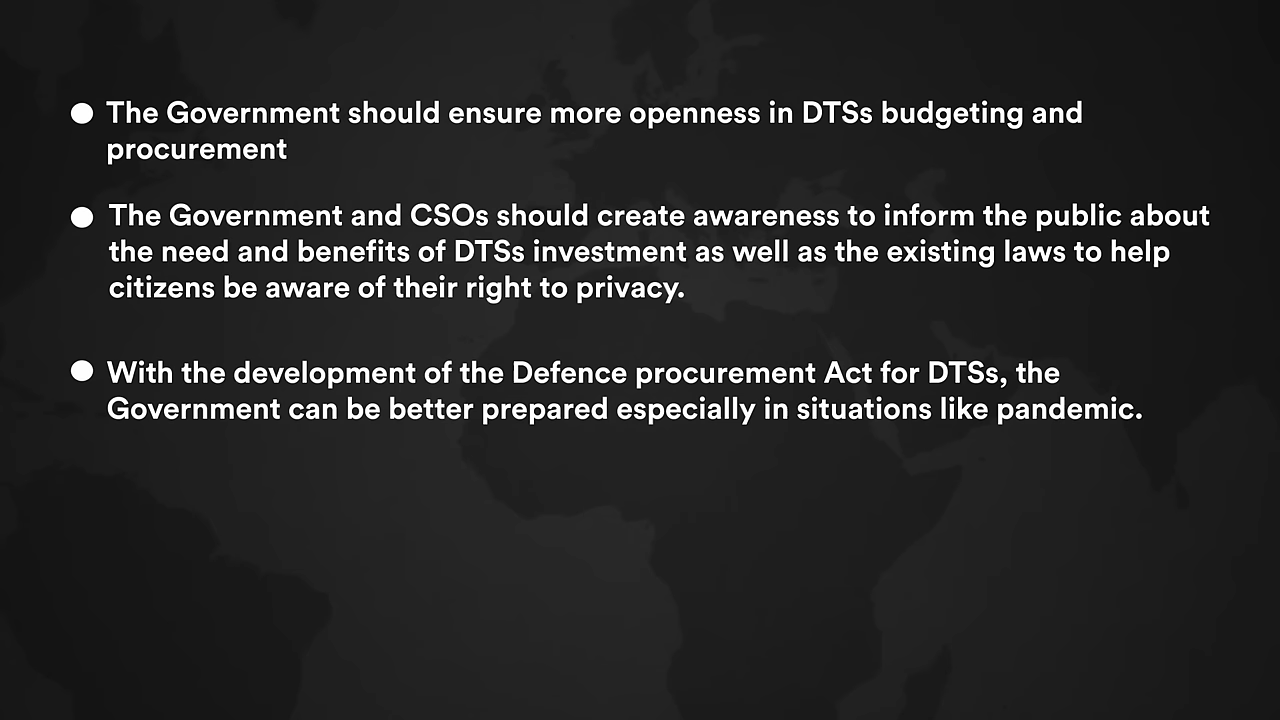 ● The Government should ensure more openness in DTSs budgeting and
procurement
● The Government and CSOs should create awareness to inform the public about
the need and benefits of DTSs investment as well as the existing laws to help
citizens be aware of their right to privacy.
● With the development of the Defence procurement Act for DTSs, the
Government can be better prepared especially in situations like pandemic.